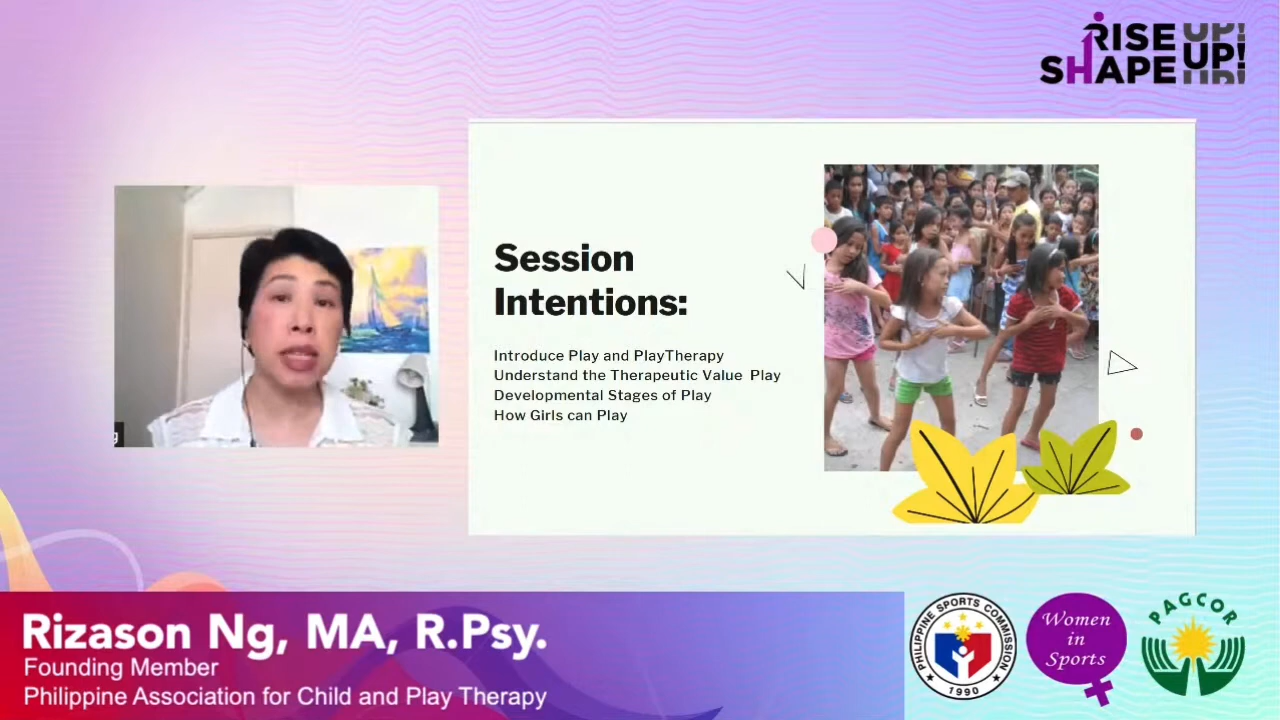 RISE UP!
SHAPE UP!
Session
Intentions:
Introduce Play and PlayTherapy
Understand the Therapeutic Value Play
Developmental Stages of Play
How Girls can Play
g
Rizason Ng, MA, R.Psy.
Founding Member
Philippine Association for Child and Play Therapy
PHILIPPINE SPORTS COMMISSION
1990
Women
in
Sports
PAGCOR